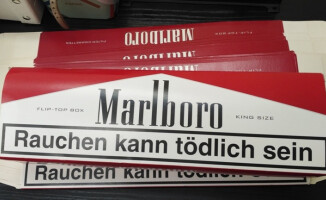 Marlboro
Marlboro
FLIP-TOP BOX Marlboro KING SIZE
Rauchen kann tödlich sein
Rauchen kann tödlich sein